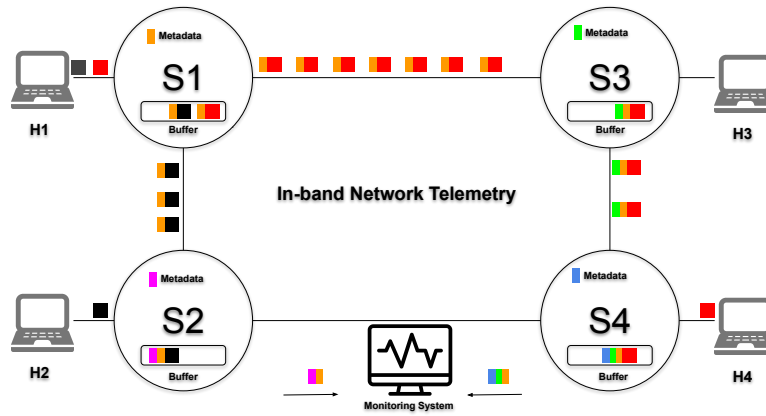 Metadata
S1
Buffer
H1
Metadata
S3
Buffer
H3
In-band Network Telemetry
Metadata
S2
Buffer
H2
Metadata
S4
Buffer
H4
Monitoring System